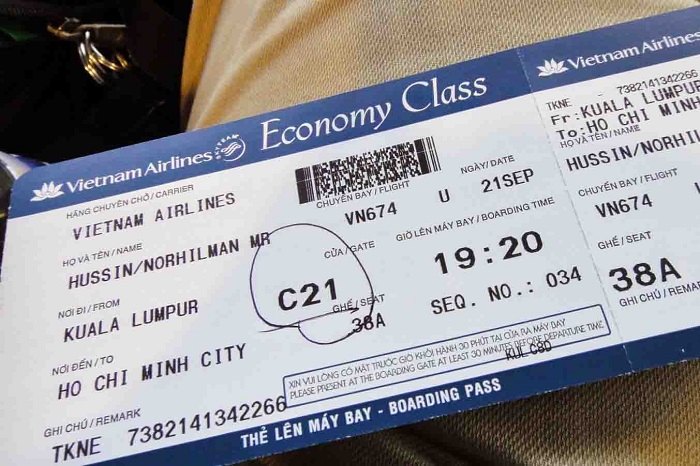 Vietnam Airlines SKYTEAM Economy Class
HÃNG CHUYÊN CHỞ / CARRIER
VIETNAM AIRLINES
HỌ VÀ TÊN / NAME
HUSSIN/NORHILMAN MR
NƠI ĐI / FROM
KUALA LUMPUR
NƠI ĐẾN / TO
HO CHI MINH CITY
GHI CHÚ / REMARK
TKNE 7382141342266
CHUYẾN BAY / FLIGHT
VN674 U
NGÀY/ DATE
21SEP
CỬA / GATE
C21
GIỜ LÊN MÁY BAY / BOARDING TIME
19:20
GHẾ / SEAT
38A
SEQ. NO.: 034
XIN VUI LÒNG CÓ MẶT TRƯỚC GIỜ KHỞI HÀNH 30 PHÚT TẠI CỬA RA MÁY BAY
PLEASE PRESENT AT THE BOARDING GATE AT LEAST 30 MINUTES BEFORE DEPARTURE TIME
THẺ LÊN MÁY BAY - BOARDING PASS
Vietnam Airlines
TKNE 7382141342266
Fr: KUALA LUMPUR
To: HO CHI MINH
HỌ VÀ TÊN / NAME
HUSSIN/NORHIL
CHUYẾN BAY / FLIGHT
VN674
GHẾ / SEAT
38A
GHI CHÚ / REMAR